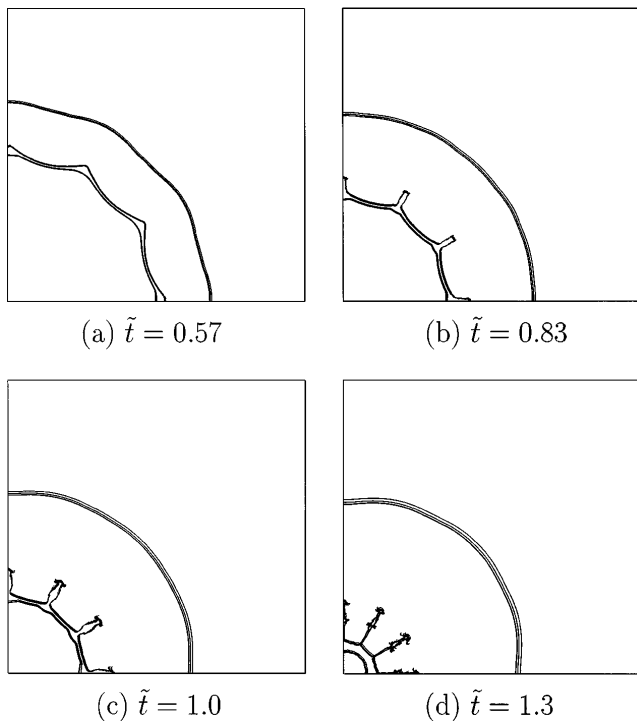 (a) t̃ = 0.57
(b) t̃ = 0.83
(c) t̃ = 1.0
(d) t̃ = 1.3